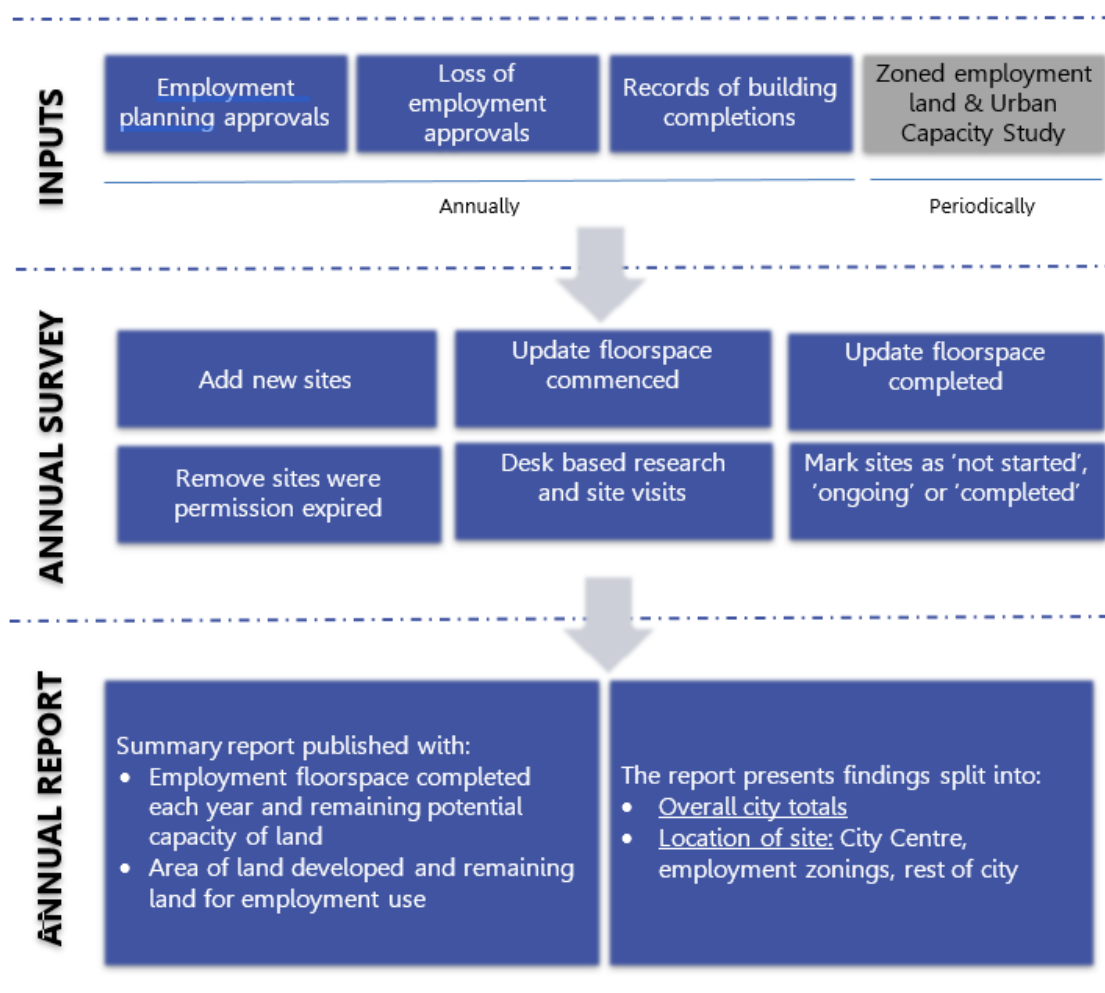 INPUTS
Employment
planning approvals
Loss of
employment
approvals
Records of building
completions
Zoned employment
land & Urban
Capacity Study
Annually
Periodically
ANNUAL SURVEY
Add new sites
Update floorspace
commenced
Update floorspace
completed
Remove sites were
permission expired
Desk based research
and site visits
Mark sites as ‘not started’,
‘ongoing’ or ‘completed’
ANNUAL REPORT
Summary report published with:
• Employment floorspace completed
each year and remaining potential
capacity of land
• Area of land developed and remaining
land for employment use
The report presents findings split into:
• Overall city totals
• Location of site: City Centre,
employment zonings, rest of city